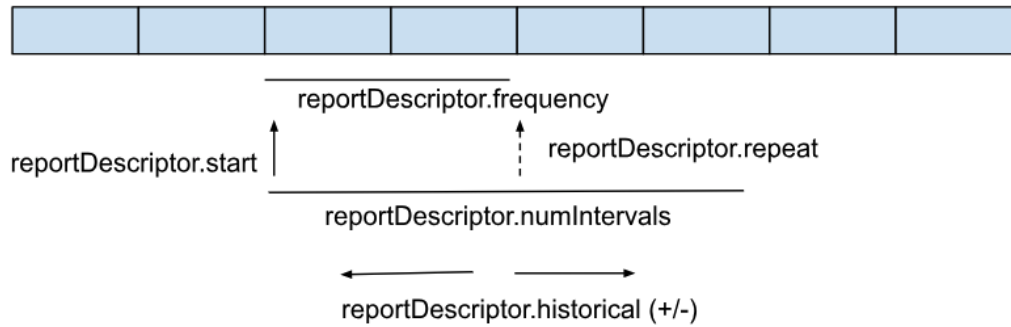 reportDescriptor.frequency
reportDescriptor.start
reportDescriptor.repeat
reportDescriptor.numIntervals
reportDescriptor.historical (+/-)